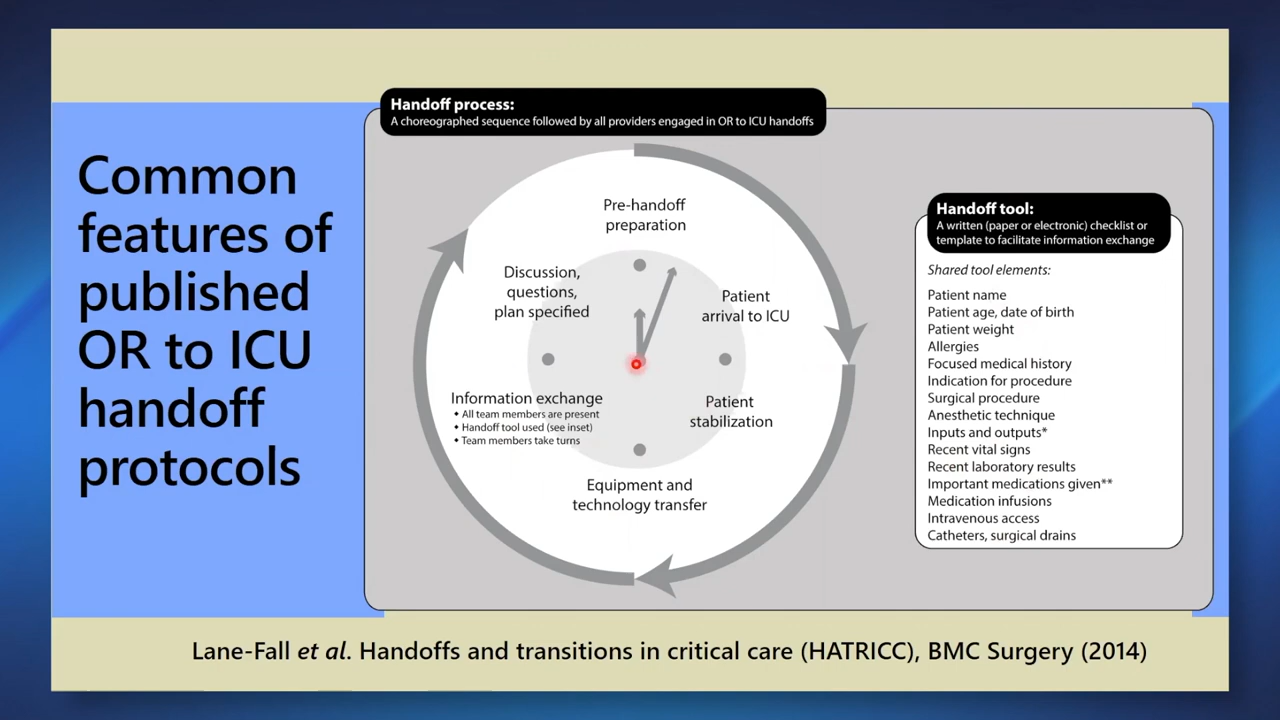 Common
features of
published
OR to ICU
handoff
protocols
Handoff process:
A choreographed sequence followed by all providers engaged in OR to ICU handoffs
Pre-handoff
preparation
Patient
arrival to ICU
Patient
stabilization
Equipment and
technology transfer
Information exchange
◆ All team members are present
◆ Handoff tool used (see inset)
◆ Team members take turns
Discussion,
questions,
plan specified
Handoff tool:
A written (paper or electronic) checklist or
template to facilitate information exchange
Shared tool elements:
Patient name
Patient age, date of birth
Patient weight
Allergies
Focused medical history
Indication for procedure
Surgical procedure
Anesthetic technique
Inputs and outputs*
Recent vital signs
Recent laboratory results
Important medications given**
Medication infusions
Intravenous access
Catheters, surgical drains
Lane-Fall et al. Handoffs and transitions in critical care (HATRICC), BMC Surgery (2014)